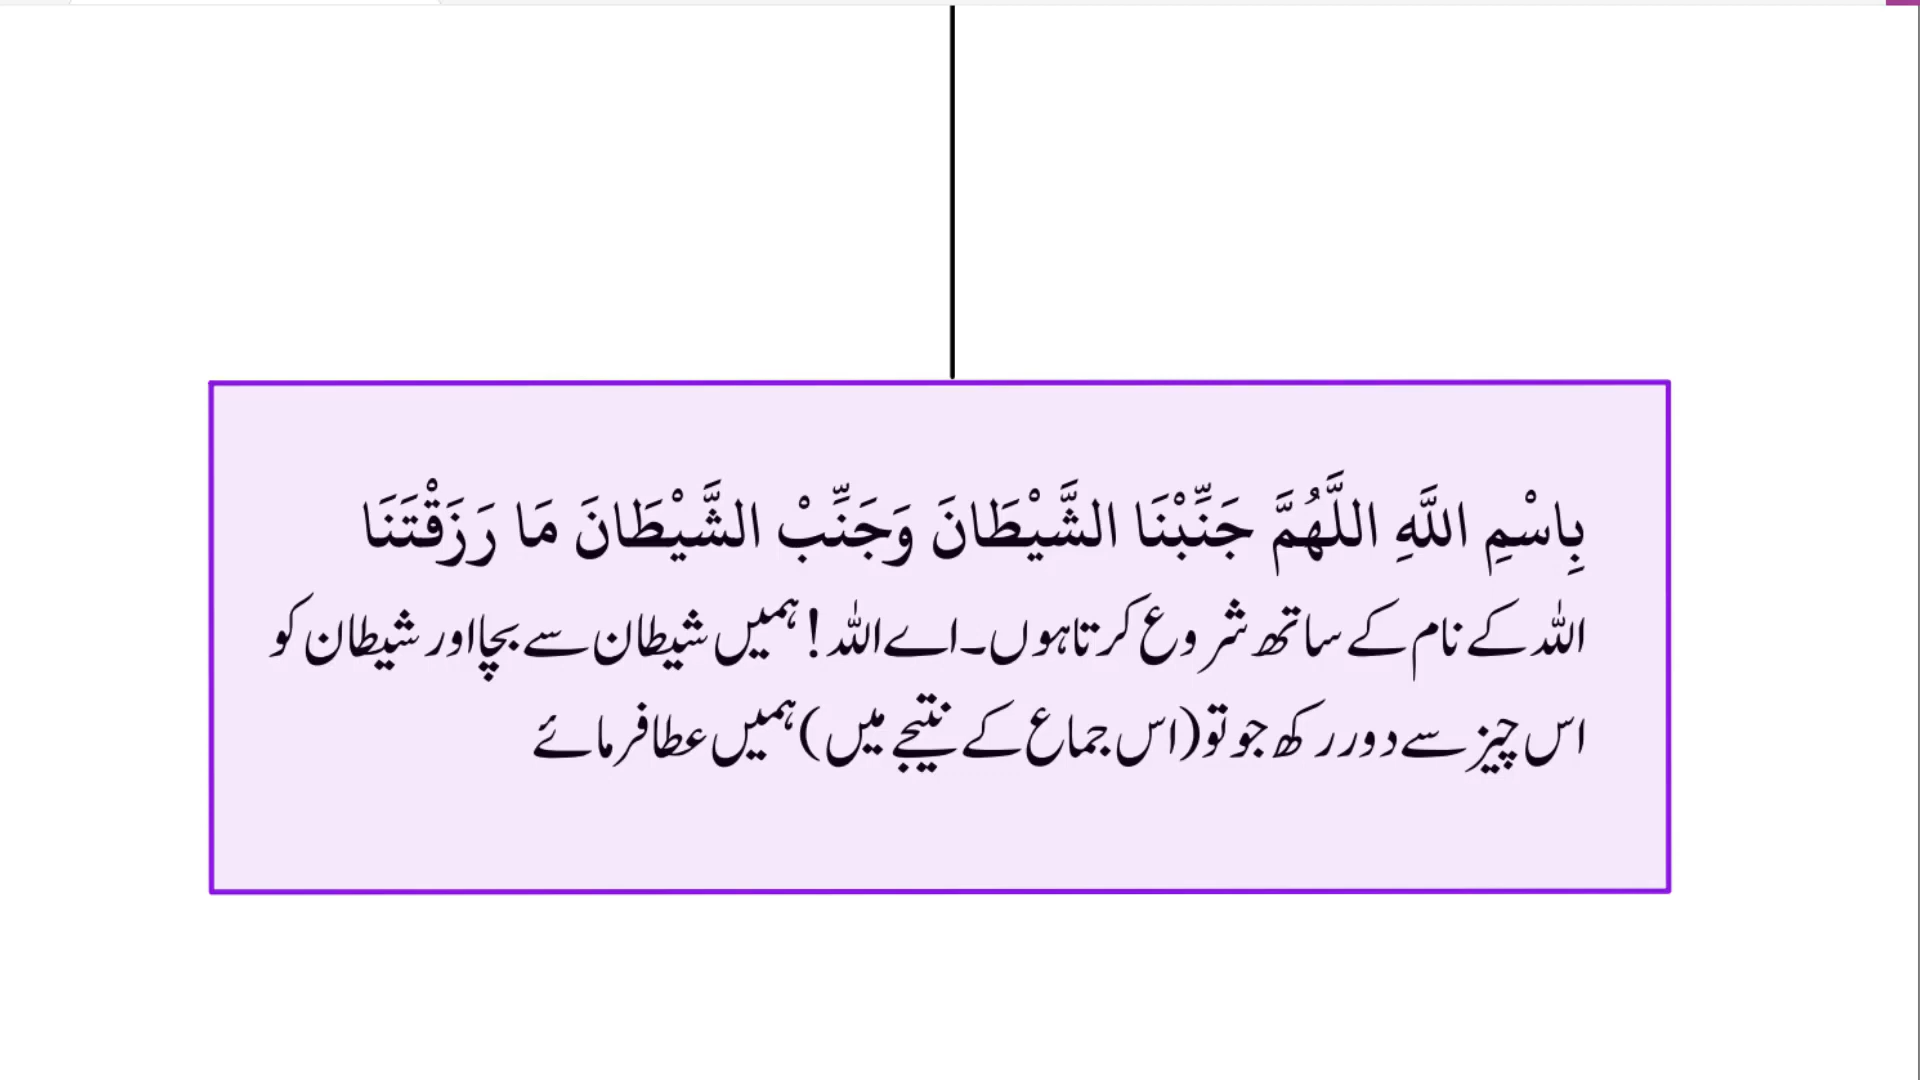 بِاسْمِ اللَّهِ اللَّهُمَّ جَنِّبْنَا الشَّيْطَانَ وَجَنِّبْ الشَّيْطَانَ مَا رَزَقْتَنَا
اللہ کے نام کے ساتھ شروع کرتا ہوں۔ اے اللہ! ہمیں شیطان سے بچا اور شیطان کو
اس چیز سے دور رکھ جو تو (اس جماع کے نتیجے میں) ہمیں عطا فرمائے